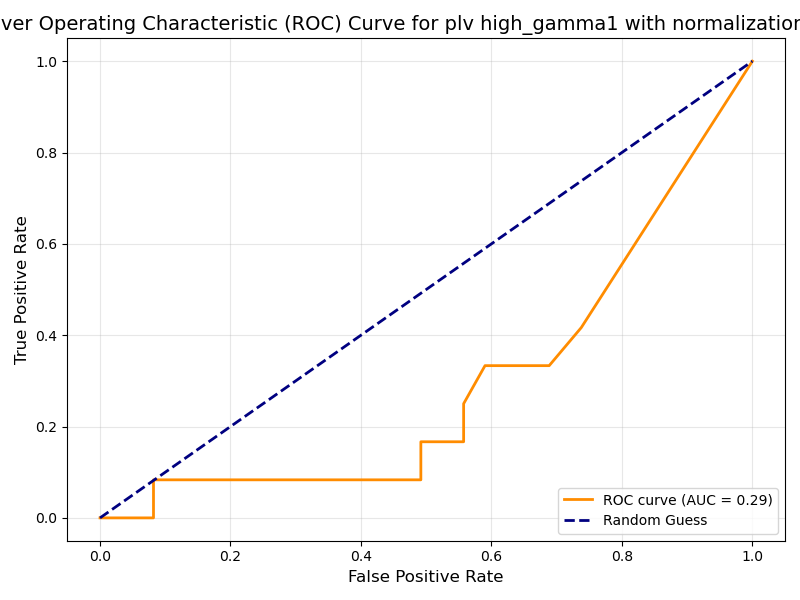 ver Operating Characteristic (ROC) Curve for plv high_gamma1 with normalization
True Positive Rate
1.0
0.8
0.6
0.4
0.2
0.0
0.0 0.2 0.4 0.6 0.8 1.0
False Positive Rate
ROC curve (AUC = 0.29)
Random Guess